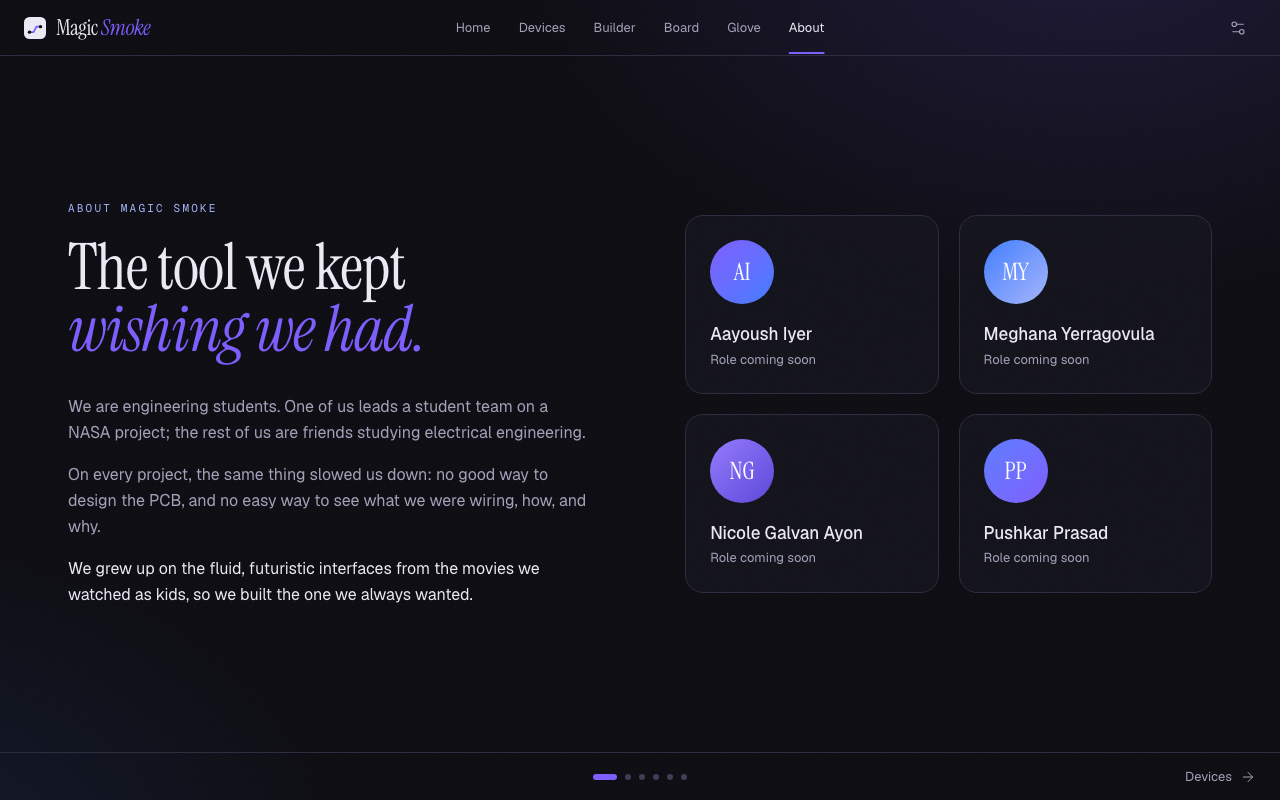 Magic Smoke
Home
Devices
Builder
Board
Glove
About
ABOUT MAGIC SMOKE
The tool we kept
wishing we had.
We are engineering students. One of us leads a student team on a
NASA project; the rest of us are friends studying electrical engineering.
On every project, the same thing slowed us down: no good way to
design the PCB, and no easy way to see what we were wiring, how, and
why.
We grew up on the fluid, futuristic interfaces from the movies we
watched as kids, so we built the one we always wanted.
AI
Aayoush Iyer
Role coming soon
MY
Meghana Yerragovula
Role coming soon
NG
Nicole Galvan Ayon
Role coming soon
PP
Pushkar Prasad
Role coming soon
Devices